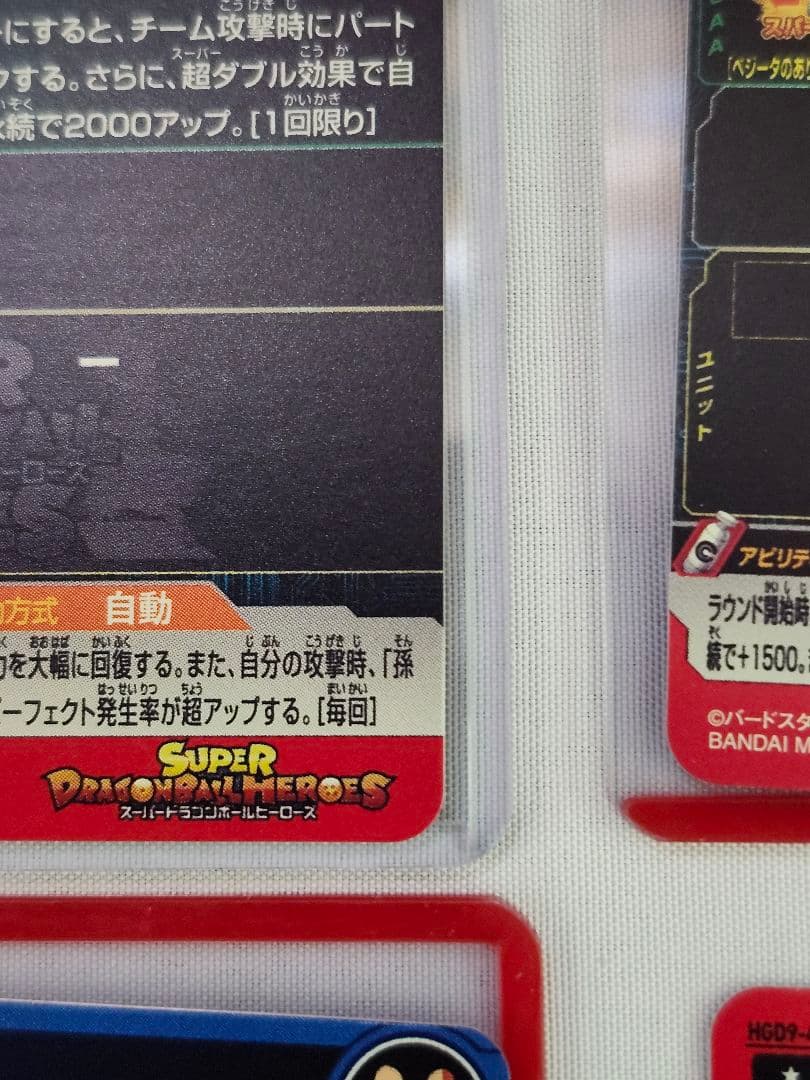 にすると、チーム攻撃時にパート
する。さらに、超ダブル効果で自
続で2000アップ。[1回限り]
方式 自動
を大幅に回復する。また、自分の攻撃時、「孫
ーフェクト発生率が超アップする。[毎回]
SUPER
DRAGONBALL HEROES
スーパードラゴンボールヒーローズ
CAA
スーパ
[ベジータのあ
ユニット
アビリテ
ラウンド開始時
続で+1500。
©バードスタ
BANDAI M
HGD9-